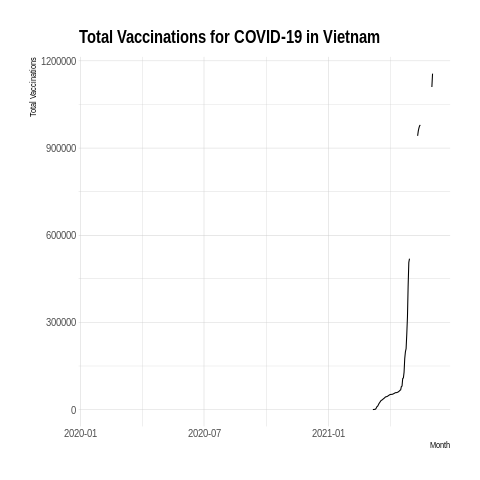 Total Vaccinations for COVID-19 in Vietnam
Total Vaccinations
1200000
900000
600000
300000
0
2020-01 2020-07 2021-01
Month